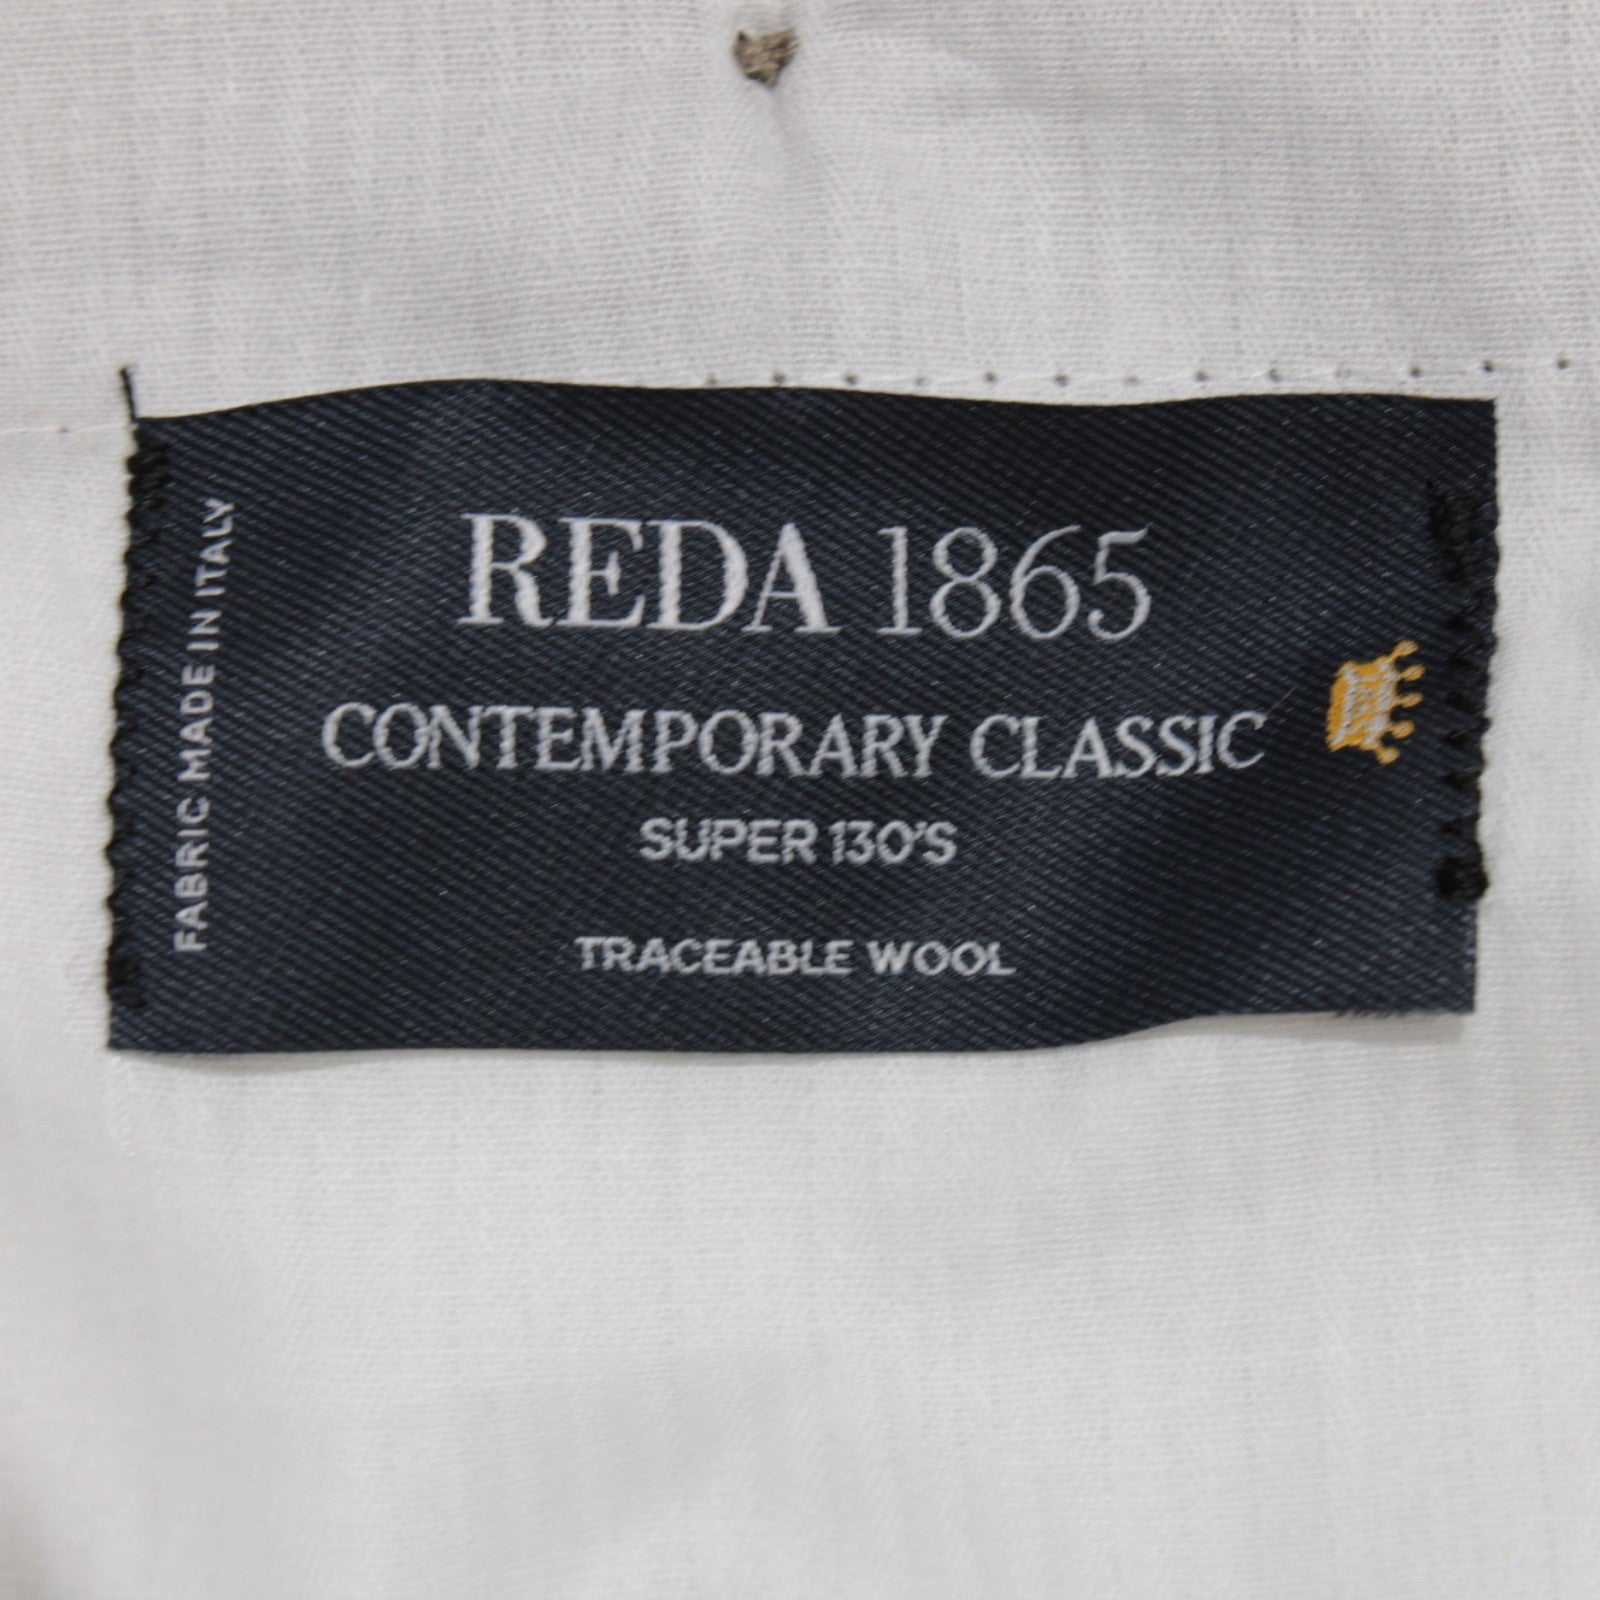 REDA 1865
CONTEMPORARY CLASSIC
SUPER 130'S
TRACEABLE WOOL
FABRIC MADE IN ITALY